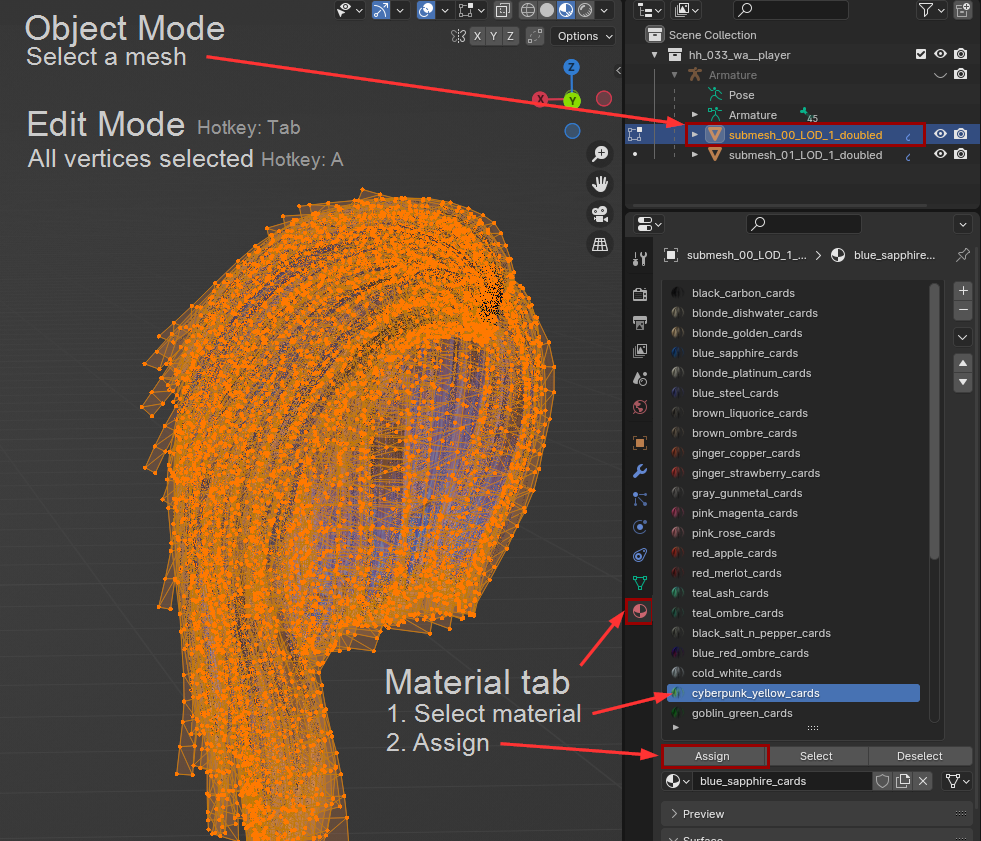 Object Mode
Select a mesh
Edit Mode Hotkey: Tab
All vertices selected Hotkey: A
X Y Z
Options
Z
X
Y
Scene Collection
hh_033_wa__player
Armature
Pose
Armature
45
submesh_00_LOD_1_doubled
submesh_01_LOD_1_doubled
submesh_00_LOD_1_... > blue_sapphire...
black_carbon_cards
blonde_dishwater_cards
blonde_golden_cards
blue_sapphire_cards
blonde_platinum_cards
blue_steel_cards
brown_liquorice_cards
brown_ombre_cards
ginger_copper_cards
ginger_strawberry_cards
gray_gunmetal_cards
pink_magenta_cards
pink_rose_cards
red_apple_cards
red_merlot_cards
teal_ash_cards
teal_ombre_cards
black_salt_n_pepper_cards
blue_red_ombre_cards
cold_white_cards
cyberpunk_yellow_cards
goblin_green_cards
Material tab
1. Select material
2. Assign
Assign Select Deselect
blue_sapphire_cards
Preview
Surface